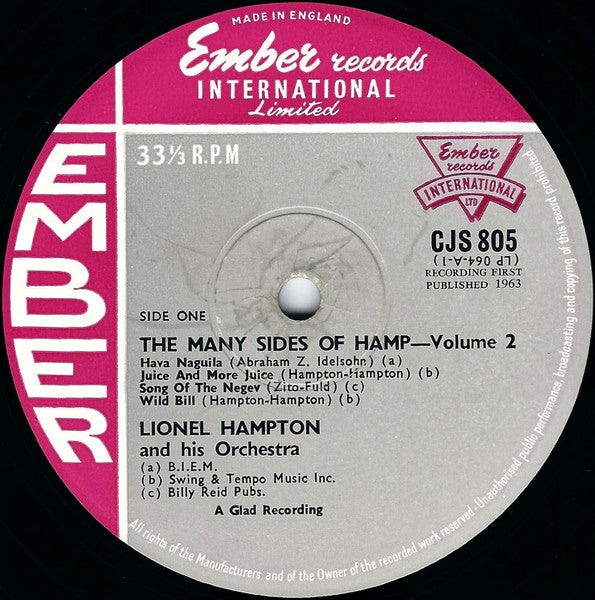 MADE IN ENGLAND
Ember records
INTERNATIONAL
Limited
EMBER
33⅓ R.P.M
Ember
records
INTERNATIONAL
LTD
CJS 805
(LP 064-A-1)
RECORDING FIRST
PUBLISHED 1963
SIDE ONE
THE MANY SIDES OF HAMP—Volume 2
Hava Naguila (Abraham Z. Idelsohn) (a)
Juice And More Juice (Hampton-Hampton) (b)
Song Of The Negev (Zito-Fuld) (c)
Wild Bill (Hampton-Hampton) (b)
LIONEL HAMPTON
and his Orchestra
(a) B.I.E.M.
(b) Swing & Tempo Music Inc.
(c) Billy Reid Pubs.
A Glad Recording
All rights of the Manufacturers and of the Owner of the recorded work reserved · Unauthorised public performance, broadcasting and copying of this record prohibited.